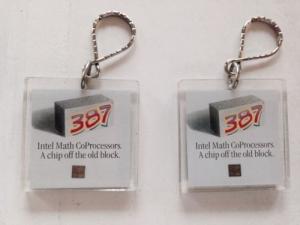 387
Intel Math CoProcessors.
A chip off the old block.
387
Intel Math CoProcessors.
A chip off the old block.